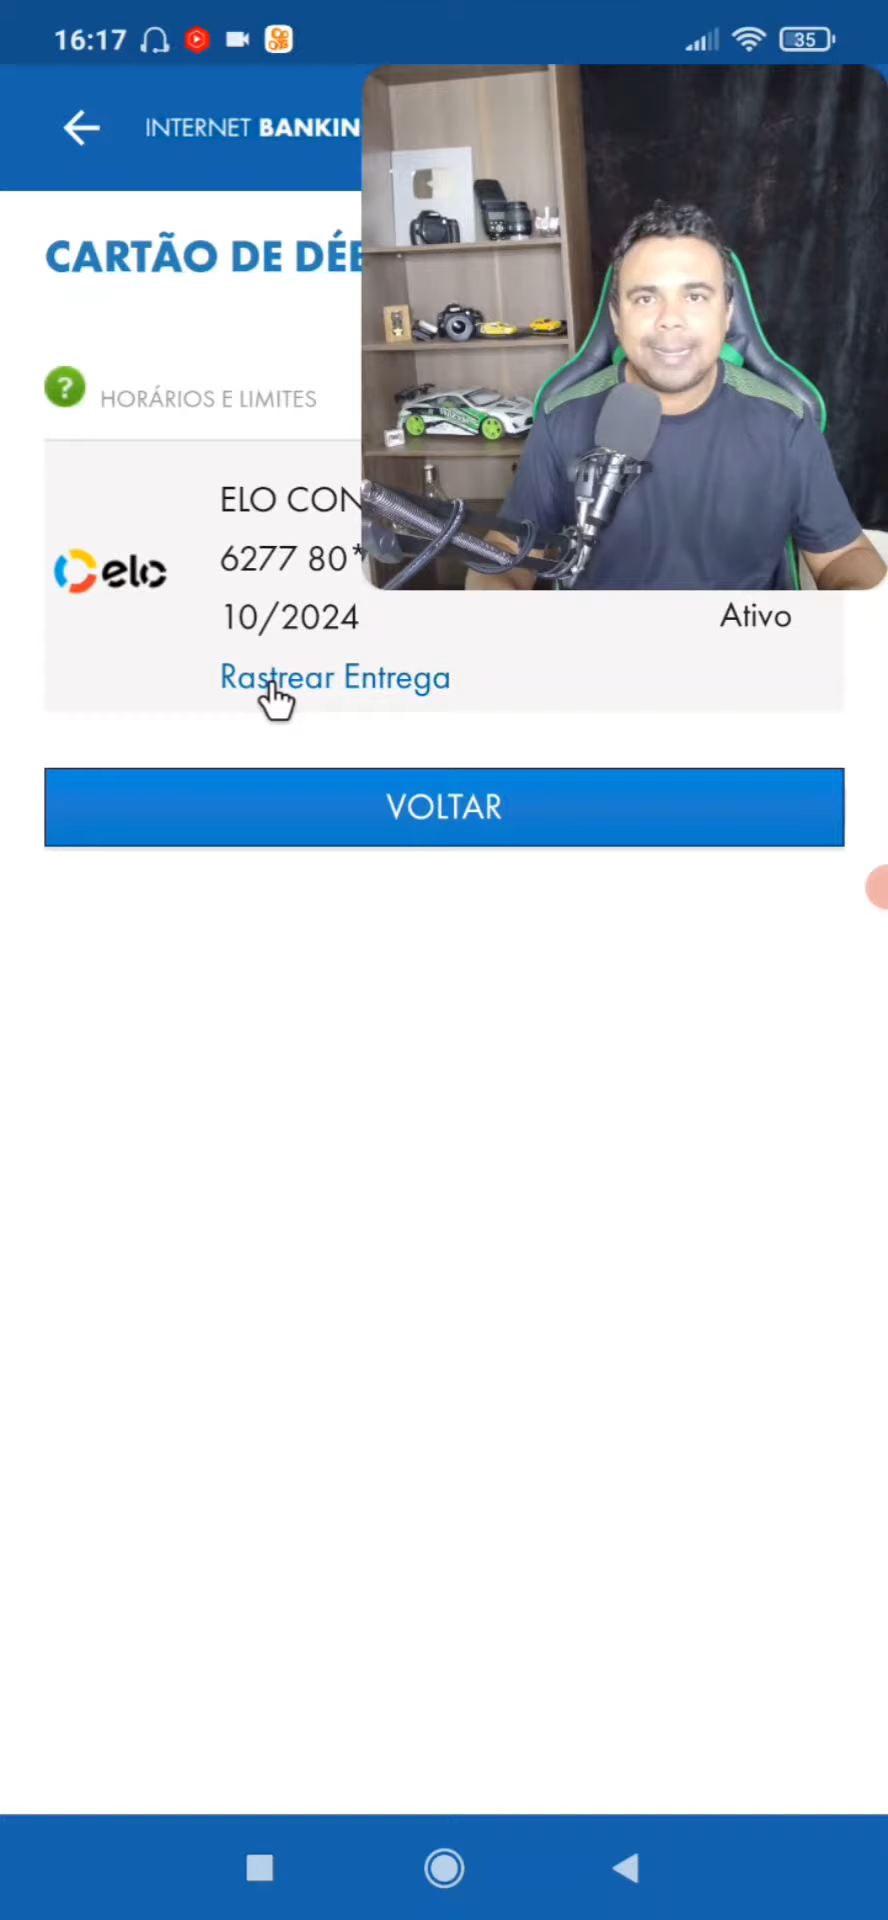 16:17
35
INTERNET BANKIN
CARTÃO DE DÉB
HORÁRIOS E LIMITES
elo
ELO CON
6277 80*
10/2024
Ativo
Rastrear Entrega
VOLTAR